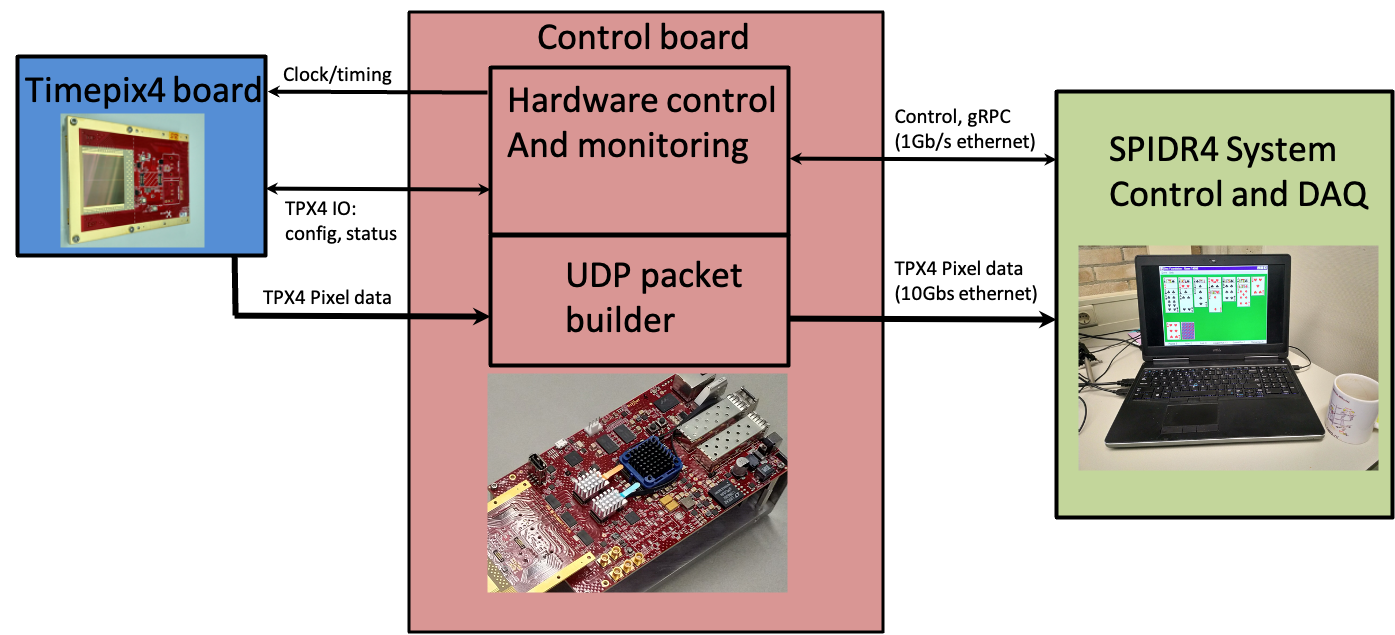 Control board
Timepix4 board
Clock/timing
Hardware control
And monitoring
Control, gRPC
(1Gb/s ethernet)
SPIDR4 System
Control and DAQ
TPX4 IO:
config, status
UDP packet
builder
TPX4 Pixel data
TPX4 Pixel data
(10Gbs ethernet)